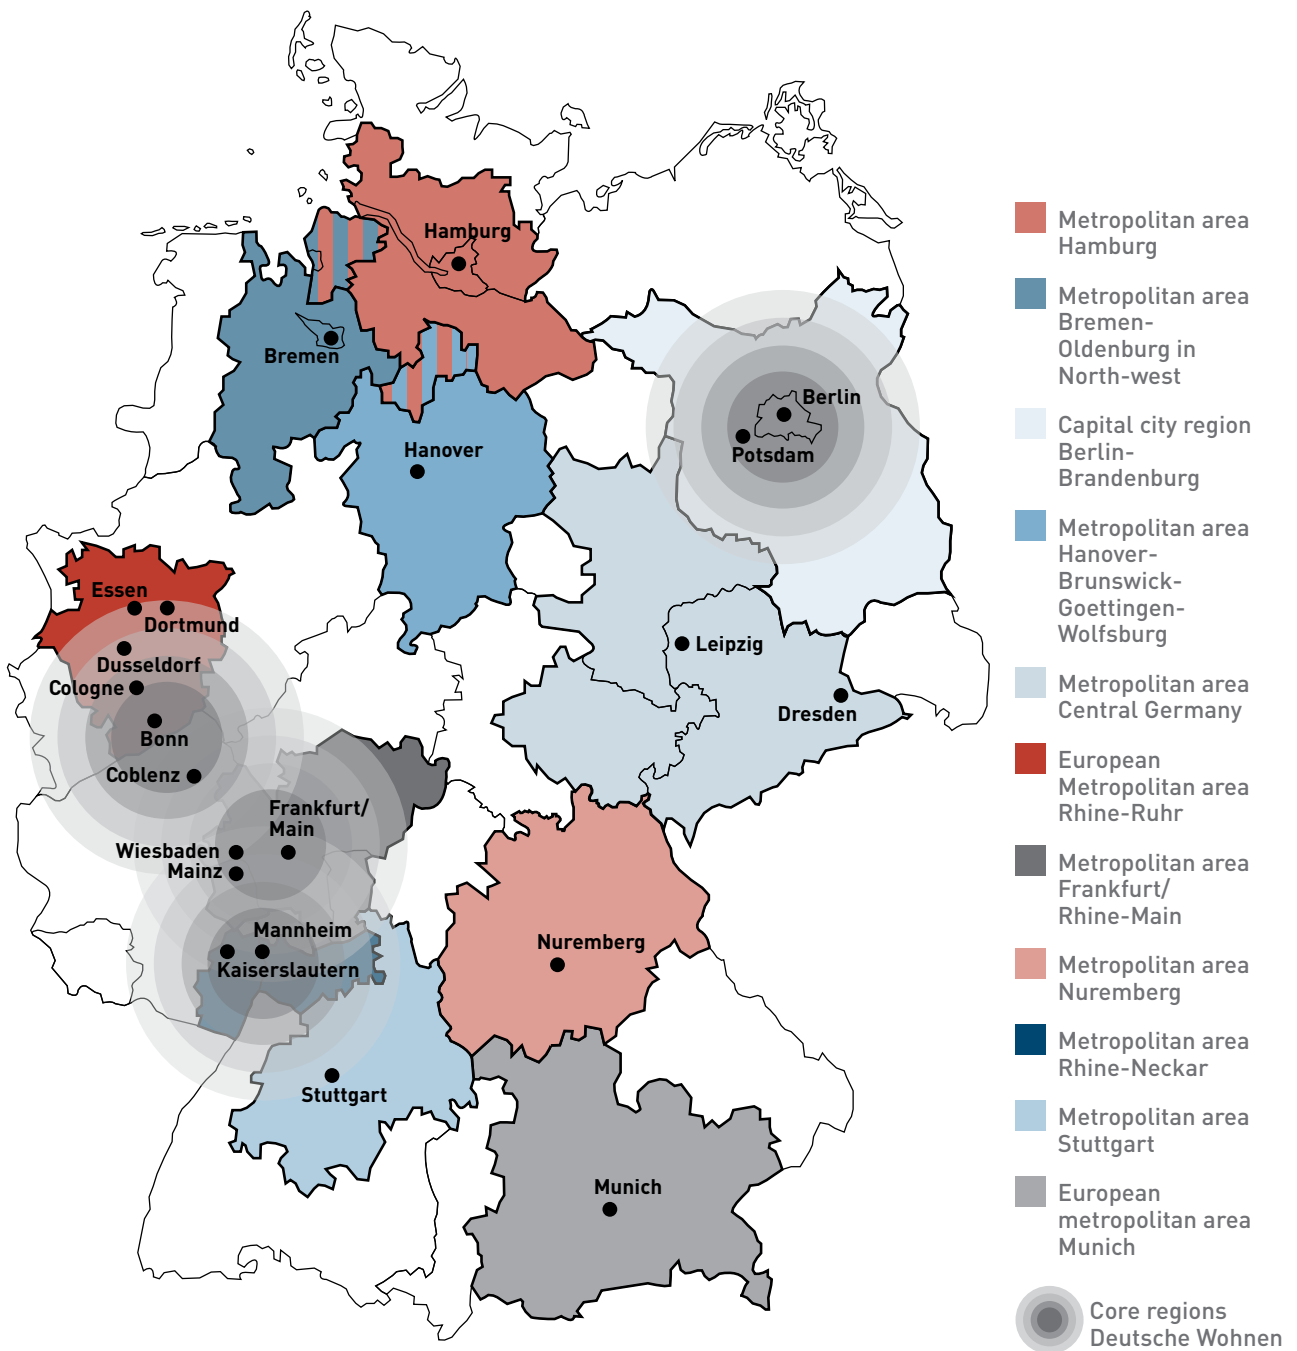 Hamburg
Bremen
Hanover
Berlin
Potsdam
Essen
Dortmund
Dusseldorf
Cologne
Bonn
Coblenz
Leipzig
Dresden
Frankfurt/
Main
Wiesbaden
Mainz
Mannheim
Kaiserslautern
Nuremberg
Stuttgart
Munich
Metropolitan area
Hamburg
Metropolitan area
Bremen-
Oldenburg in
North-west
Capital city region
Berlin-
Brandenburg
Metropolitan area
Hanover-
Brunswick-
Goettingen-
Wolfsburg
Metropolitan area
Central Germany
European
Metropolitan area
Rhine-Ruhr
Metropolitan area
Frankfurt/
Rhine-Main
Metropolitan area
Nuremberg
Metropolitan area
Rhine-Neckar
Metropolitan area
Stuttgart
European
metropolitan area
Munich
Core regions
Deutsche Wohnen